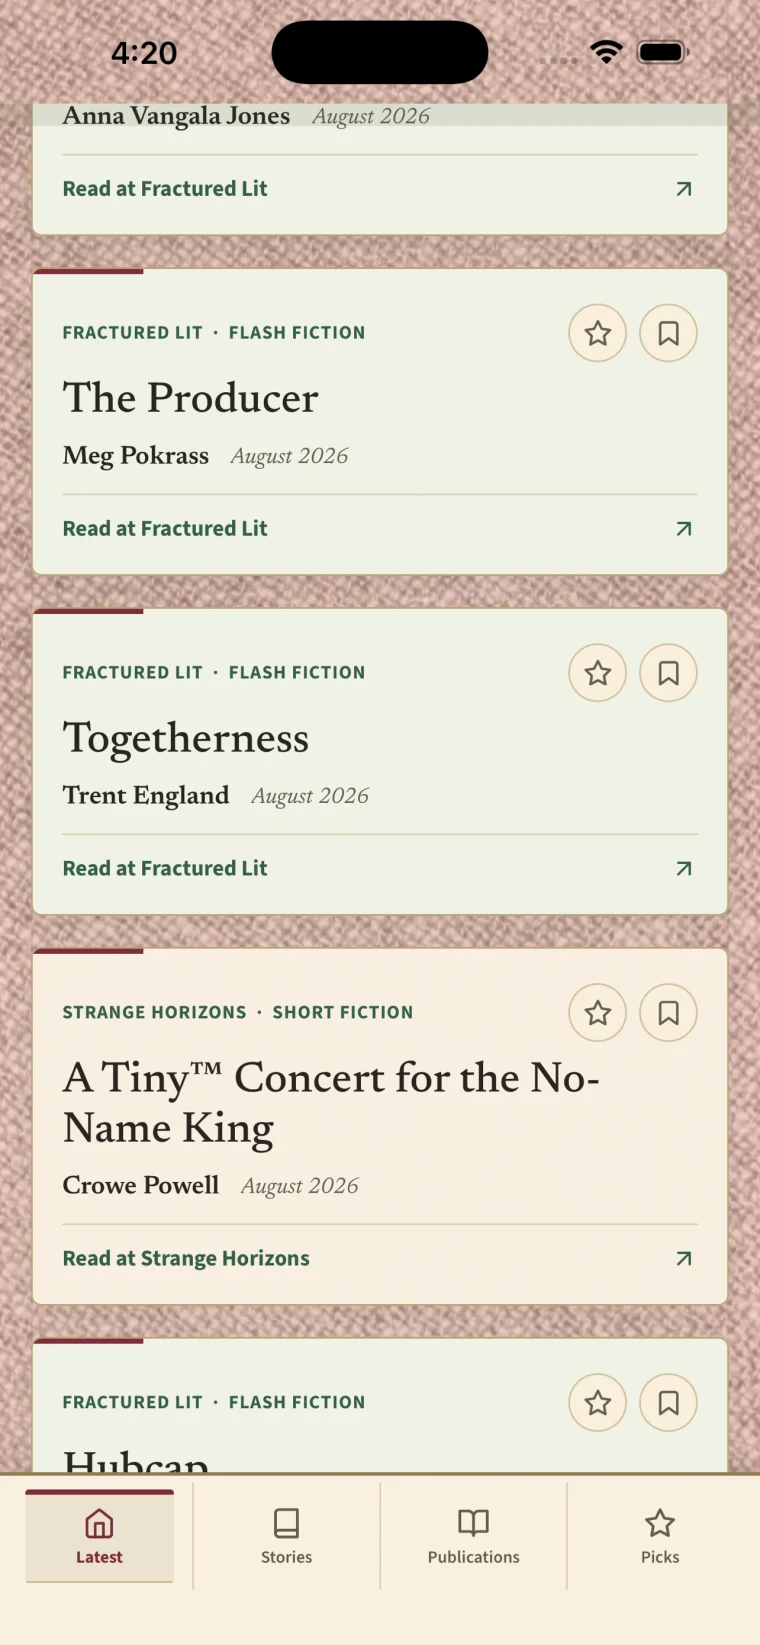 4:20
Anna Vangala Jones August 2026
Read at Fractured Lit
FRACTURED LIT · FLASH FICTION
The Producer
Meg Pokrass August 2026
Read at Fractured Lit
FRACTURED LIT · FLASH FICTION
Togetherness
Trent England August 2026
Read at Fractured Lit
STRANGE HORIZONS · SHORT FICTION
A Tiny™ Concert for the No-
Name King
Crowe Powell August 2026
Read at Strange Horizons
FRACTURED LIT · FLASH FICTION
Hubcap
Latest
Stories
Publications
Picks